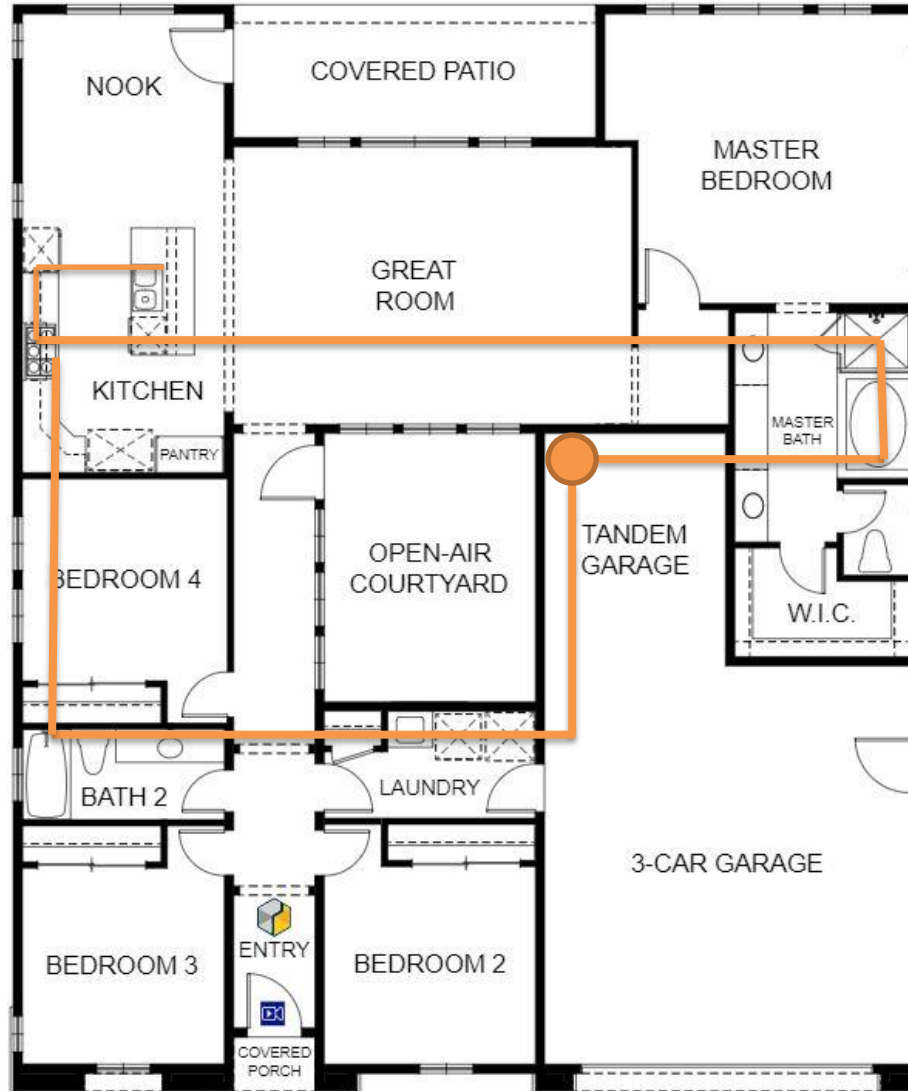 COVERED PATIO
NOOK
MASTER
BEDROOM
GREAT
ROOM
KITCHEN
MASTER
BATH
PANTRY
TANDEM
GARAGE
OPEN-AIR
COURTYARD
BEDROOM 4
W.I.C.
LAUNDRY
BATH 2
3-CAR GARAGE
ENTRY
BEDROOM 3
BEDROOM 2
COVERED
PORCH